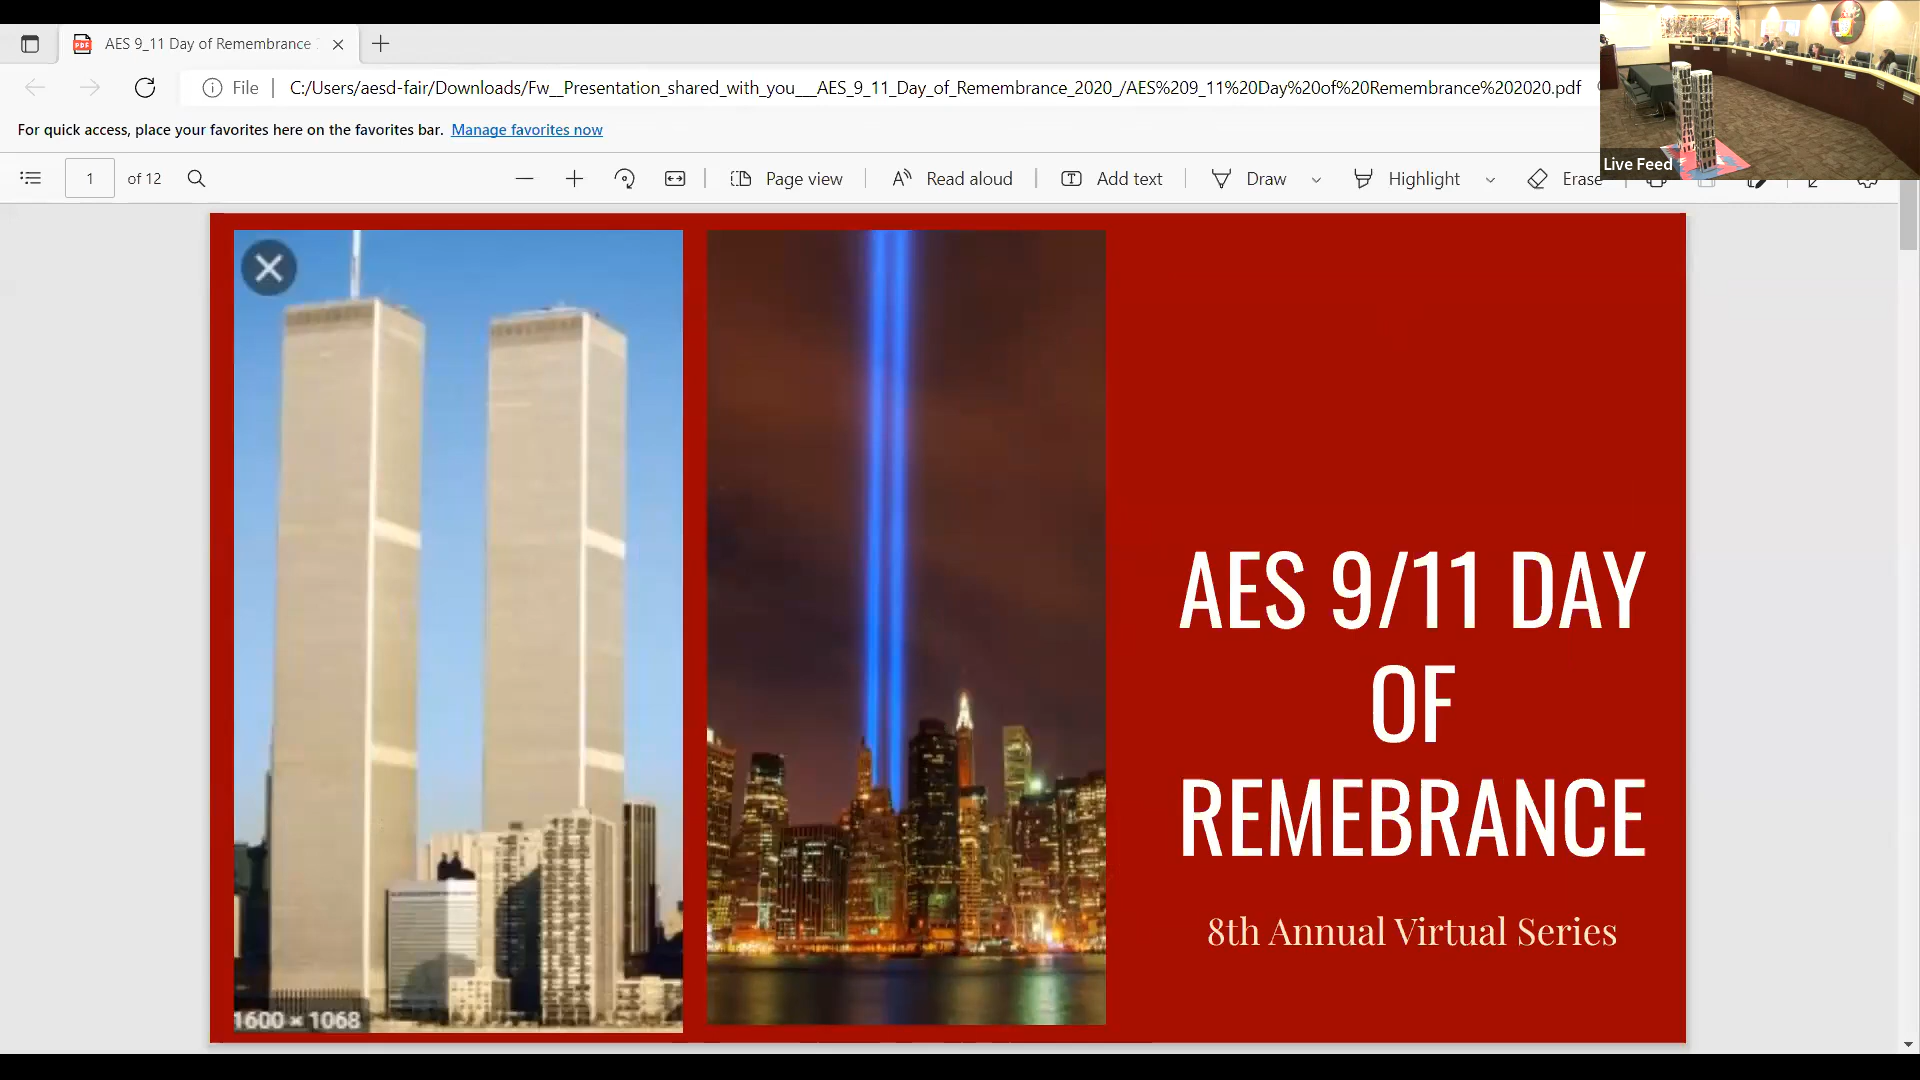 AES 9_11 Day of Remembrance
File
C:/Users/aesd-fair/Downloads/Fw__Presentation_shared_with_you___AES_9_11_Day_of_Remembrance_2020_/AES%209_11%20Day%20of%20Remembrance%202020.pdf
For quick access, place your favorites here on the favorites bar. Manage favorites now
Live Feed
1 of 12
Page view
Read aloud
Add text
Draw
Highlight
Erase
AES 9/11 DAY
OF
REMEBRANCE
8th Annual Virtual Series
1600 × 1068